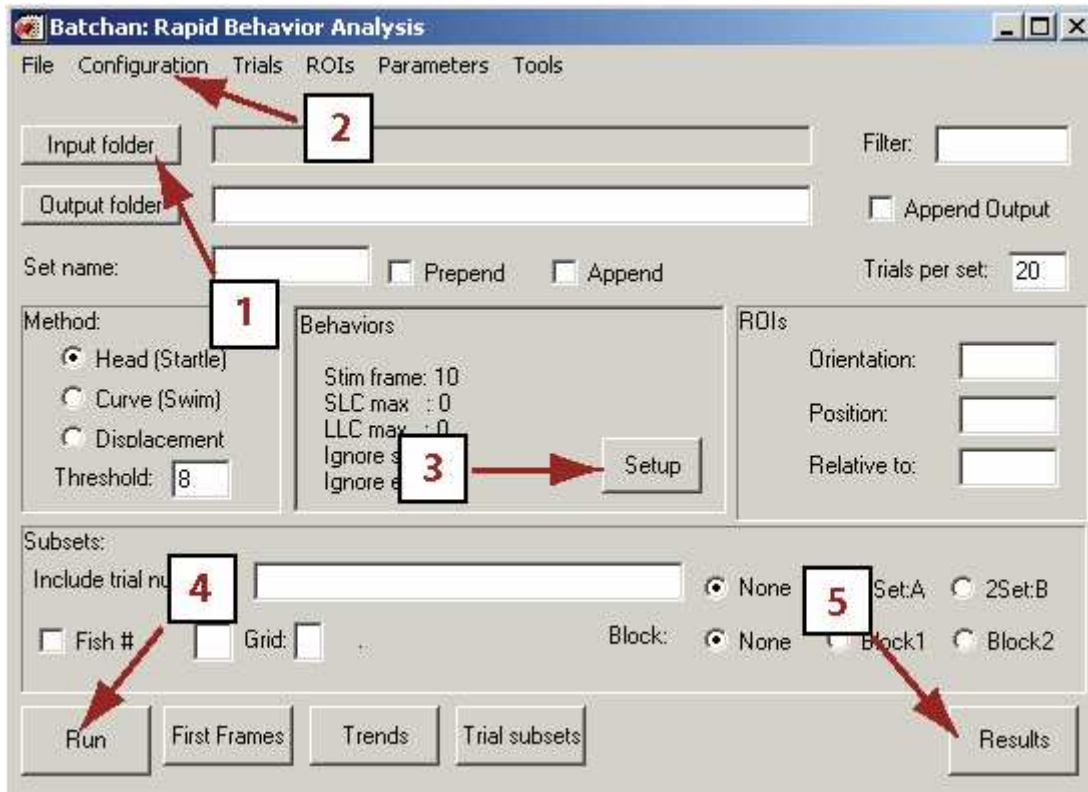 Batchan: Rapid Behavior Analysis
File Configuration Trials ROIs Parameters Tools
2
Input folder
Filter:
Output folder
Append Output
Set name:
Prepend
Append
Trials per set: 20
1
Method:
Head (Startle)
Curve (Swim)
Displacement
Threshold: 8
Behaviors
Stim frame: 10
SLC max : 0
LLC max : 0
Ignore s
Ignore e
3
Setup
ROIs
Orientation:
Position:
Relative to:
Subsets:
Include trial nu
4
None
5
Set:A
2Set:B
Fish #
Grid:
.
Block:
None
Block1
Block2
Run
First Frames
Trends
Trial subsets
Results